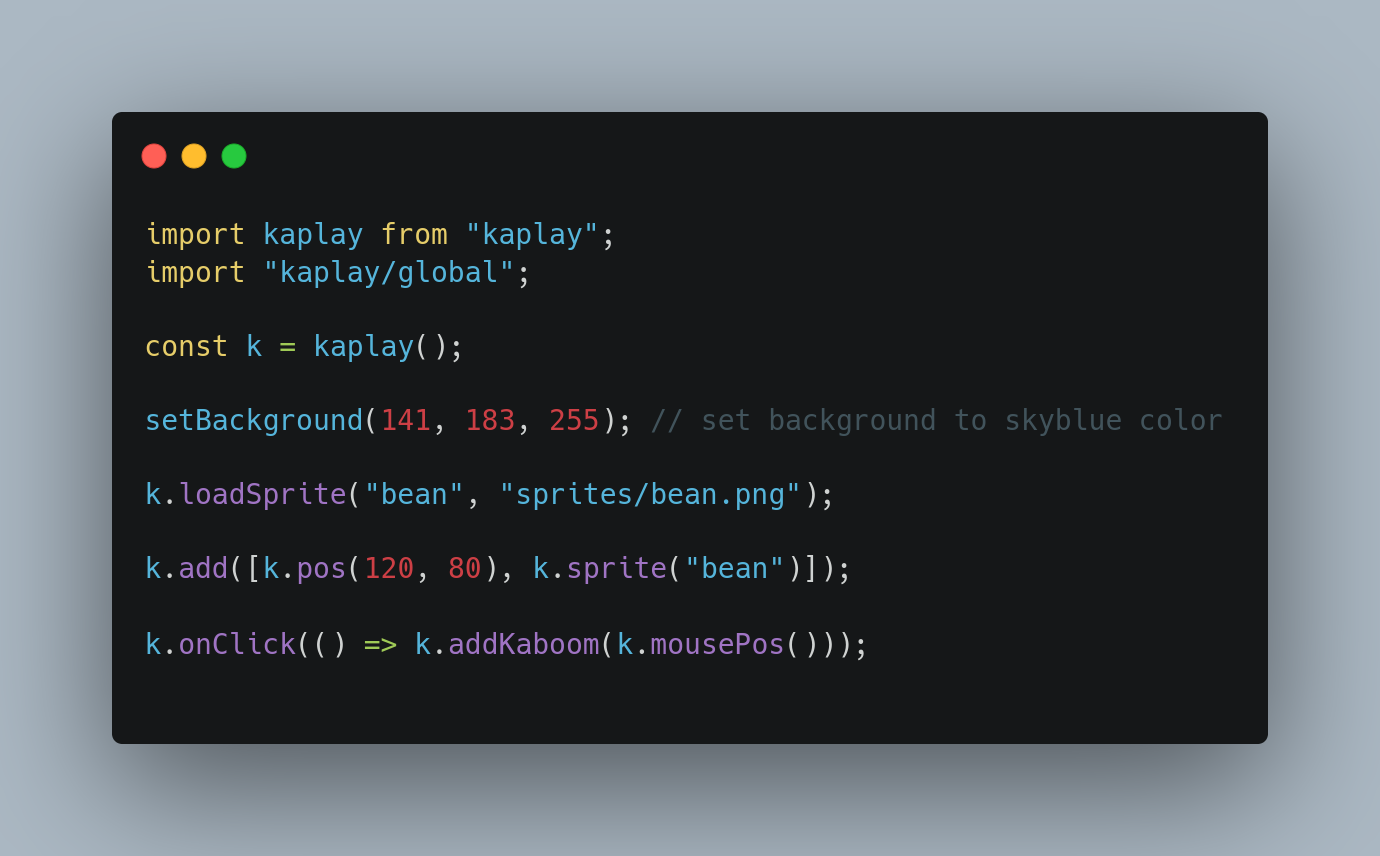 import kaplay from "kaplay";
import "kaplay/global";
const k = kaplay();
setBackground(141, 183, 255); // set background to skyblue color
k.loadSprite("bean", "sprites/bean.png");
k.add([k.pos(120, 80), k.sprite("bean")]);
k.onClick(() => k.addKaboom(k.mousePos()));